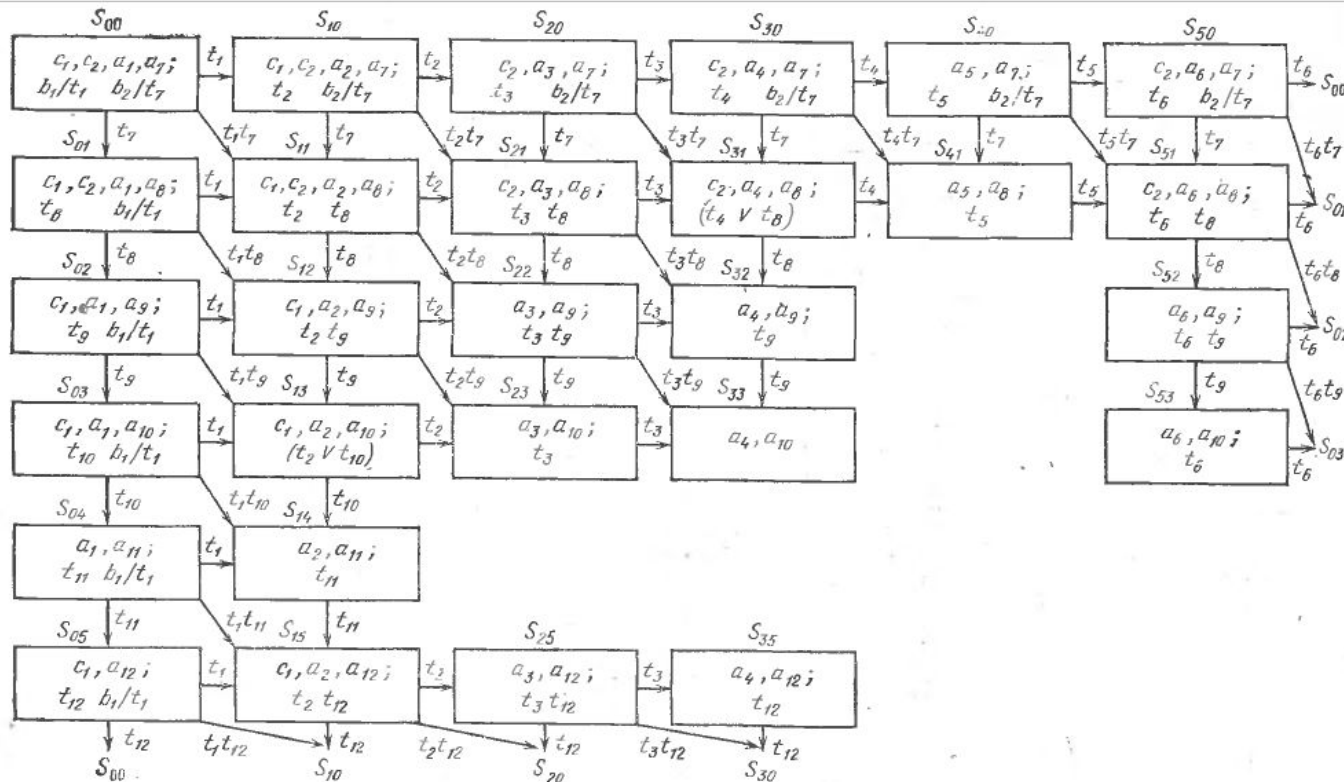 S₀₀ S₁₀ S₂₀ S₃₀ S₅₀
c₁, c₂, a₁, a₇; t₁ c₁, c₂, a₂, a₇; t₂ c₂, a₃, a₇; t₃ c₂, a₄, a₇; t₄ a₅, a₇; t₅ c₂, a₆, a₇; t₆ S₀₀
b₁/t₁ b₂/t₇ t₂ b₂/t₇ t₃ b₂/t₇ t₄ b₂/t₇ t₅ b₂/t₇ t₆ b₂/t₇
S₀₁ t₇ t₁t₇ S₁₁ t₇ t₂t₇ S₂₁ t₇ t₃t₇ S₃₁ t₇ t₄t₇ S₄₁ t₇ t₅t₇ S₅₁ t₇ t₆t₇
c₁, c₂, a₁, a₈; t₁ c₁, c₂, a₂, a₈; t₂ c₂, a₃, a₈; t₃ c₂, a₄, a₈; t₄ a₅, a₈; t₅ c₂, a₆, a₈; t₆
t₈ b₁/t₁ t₂ t₈ t₃ t₈ (t₄ ∨ t₈) t₅ t₆ t₈
S₀₂ t₈ t₁t₈ S₁₂ t₈ t₂t₈ S₂₂ t₈ t₃t₈ S₃₂ t₈ S₅₂ t₈ t₆t₈
c₁, a₁, a₉; t₁ c₁, a₂, a₉; t₂ a₃, a₉; t₃ a₄, a₉; a₆, a₉; t₆
t₉ b₁/t₁ t₂ t₉ t₃ t₉ t₉ t₆ t₉
S₀₃ t₉ t₁t₉ S₁₃ t₉ t₂t₉ S₂₃ t₉ t₃t₉ S₃₃ t₉ S₅₃ t₉ t₆t₉
c₁, a₁, a₁₀; t₁ c₁, a₂, a₁₀; t₂ a₃, a₁₀; t₃ a₄, a₁₀ a₆, a₁₀; t₆ S₀₃
t₁₀ b₁/t₁ (t₂ ∨ t₁₀) t₃ t₆
S₀₄ t₁₀ t₁t₁₀ S₁₄ t₁₀
a₁, a₁₁; t₁ a₂, a₁₁;
t₁₁ b₁/t₁ t₁₁
S₀₅ t₁₁ t₁t₁₁ S₁₅ t₁₁ S₂₅ S₃₅
c₁, a₁₂; t₁ c₁, a₂, a₁₂; t₂ a₃, a₁₂; t₃ a₄, a₁₂;
t₁₂ b₁/t₁ t₂ t₁₂ t₃ t₁₂ t₁₂
t₁₂ t₁t₁₂ t₁₂ t₂t₁₂ t₁₂ t₃t₁₂ t₁₂
S₀₀ S₁₀ S₂₀ S₃₀